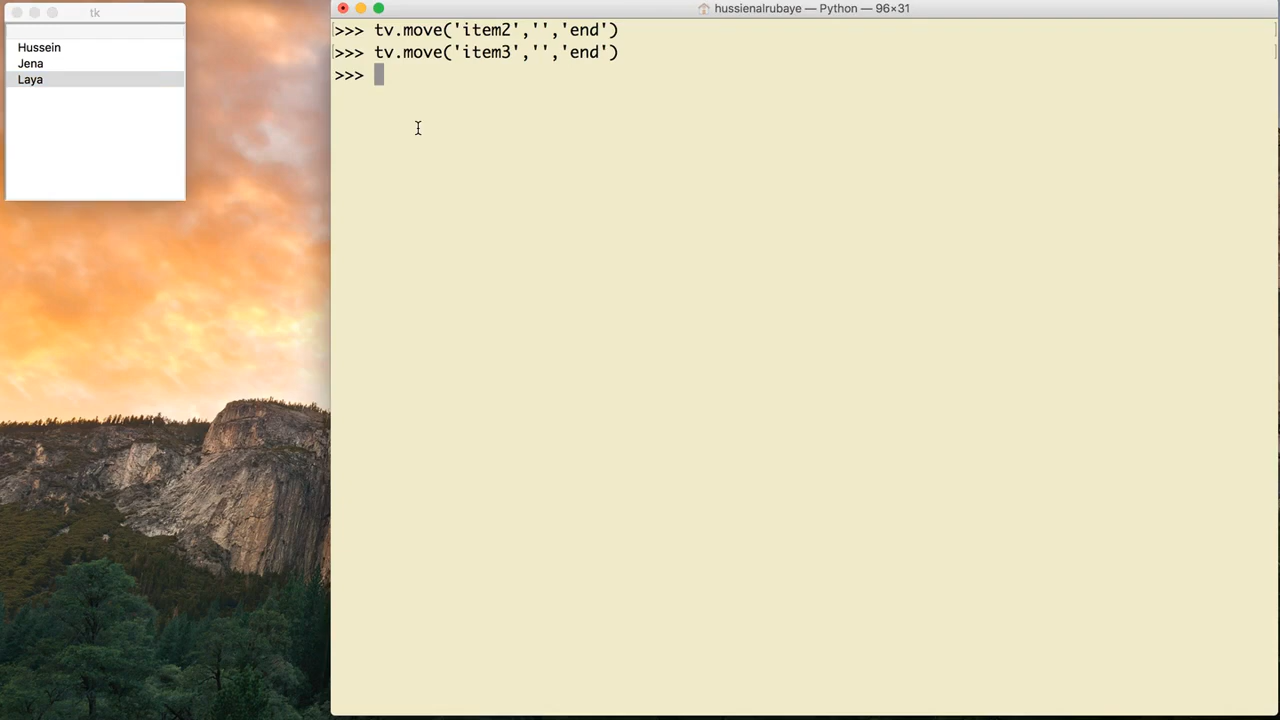 tk
Hussein
Jena
Laya
hussienalrubaye — Python — 96×31
>>> tv.move('item2','','end')
>>> tv.move('item3','','end')
>>>